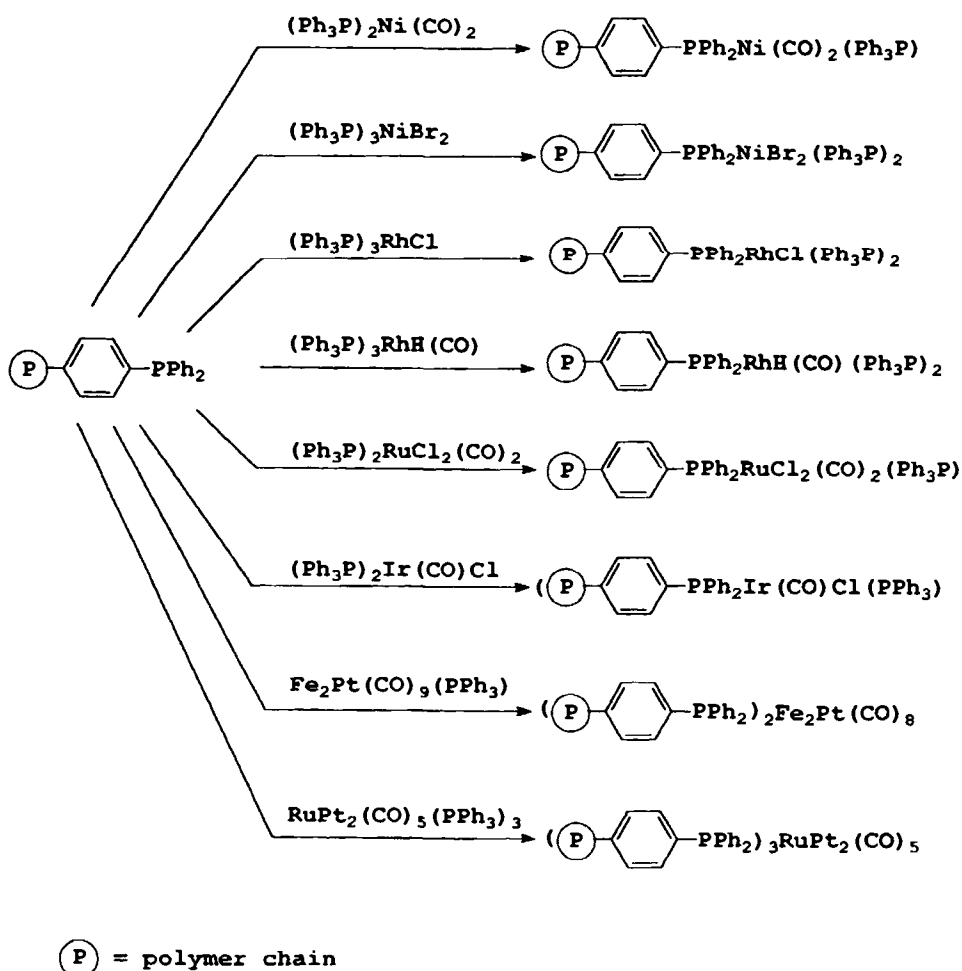 (Ph₃P)₂Ni(CO)₂
P PPh₂Ni(CO)₂(Ph₃P)
(Ph₃P)₃NiBr₂
P PPh₂NiBr₂(Ph₃P)₂
(Ph₃P)₃RhCl
P PPh₂RhCl(Ph₃P)₂
P PPh₂
(Ph₃P)₃RhH(CO)
P PPh₂RhH(CO)(Ph₃P)₂
(Ph₃P)₂RuCl₂(CO)₂
P PPh₂RuCl₂(CO)₂(Ph₃P)
(Ph₃P)₂Ir(CO)Cl
(P PPh₂Ir(CO)Cl(PPh₃)
Fe₂Pt(CO)₉(PPh₃)
(P PPh₂)₂Fe₂Pt(CO)₈
RuPt₂(CO)₅(PPh₃)₃
(P PPh₂)₃RuPt₂(CO)₅
P = polymer chain